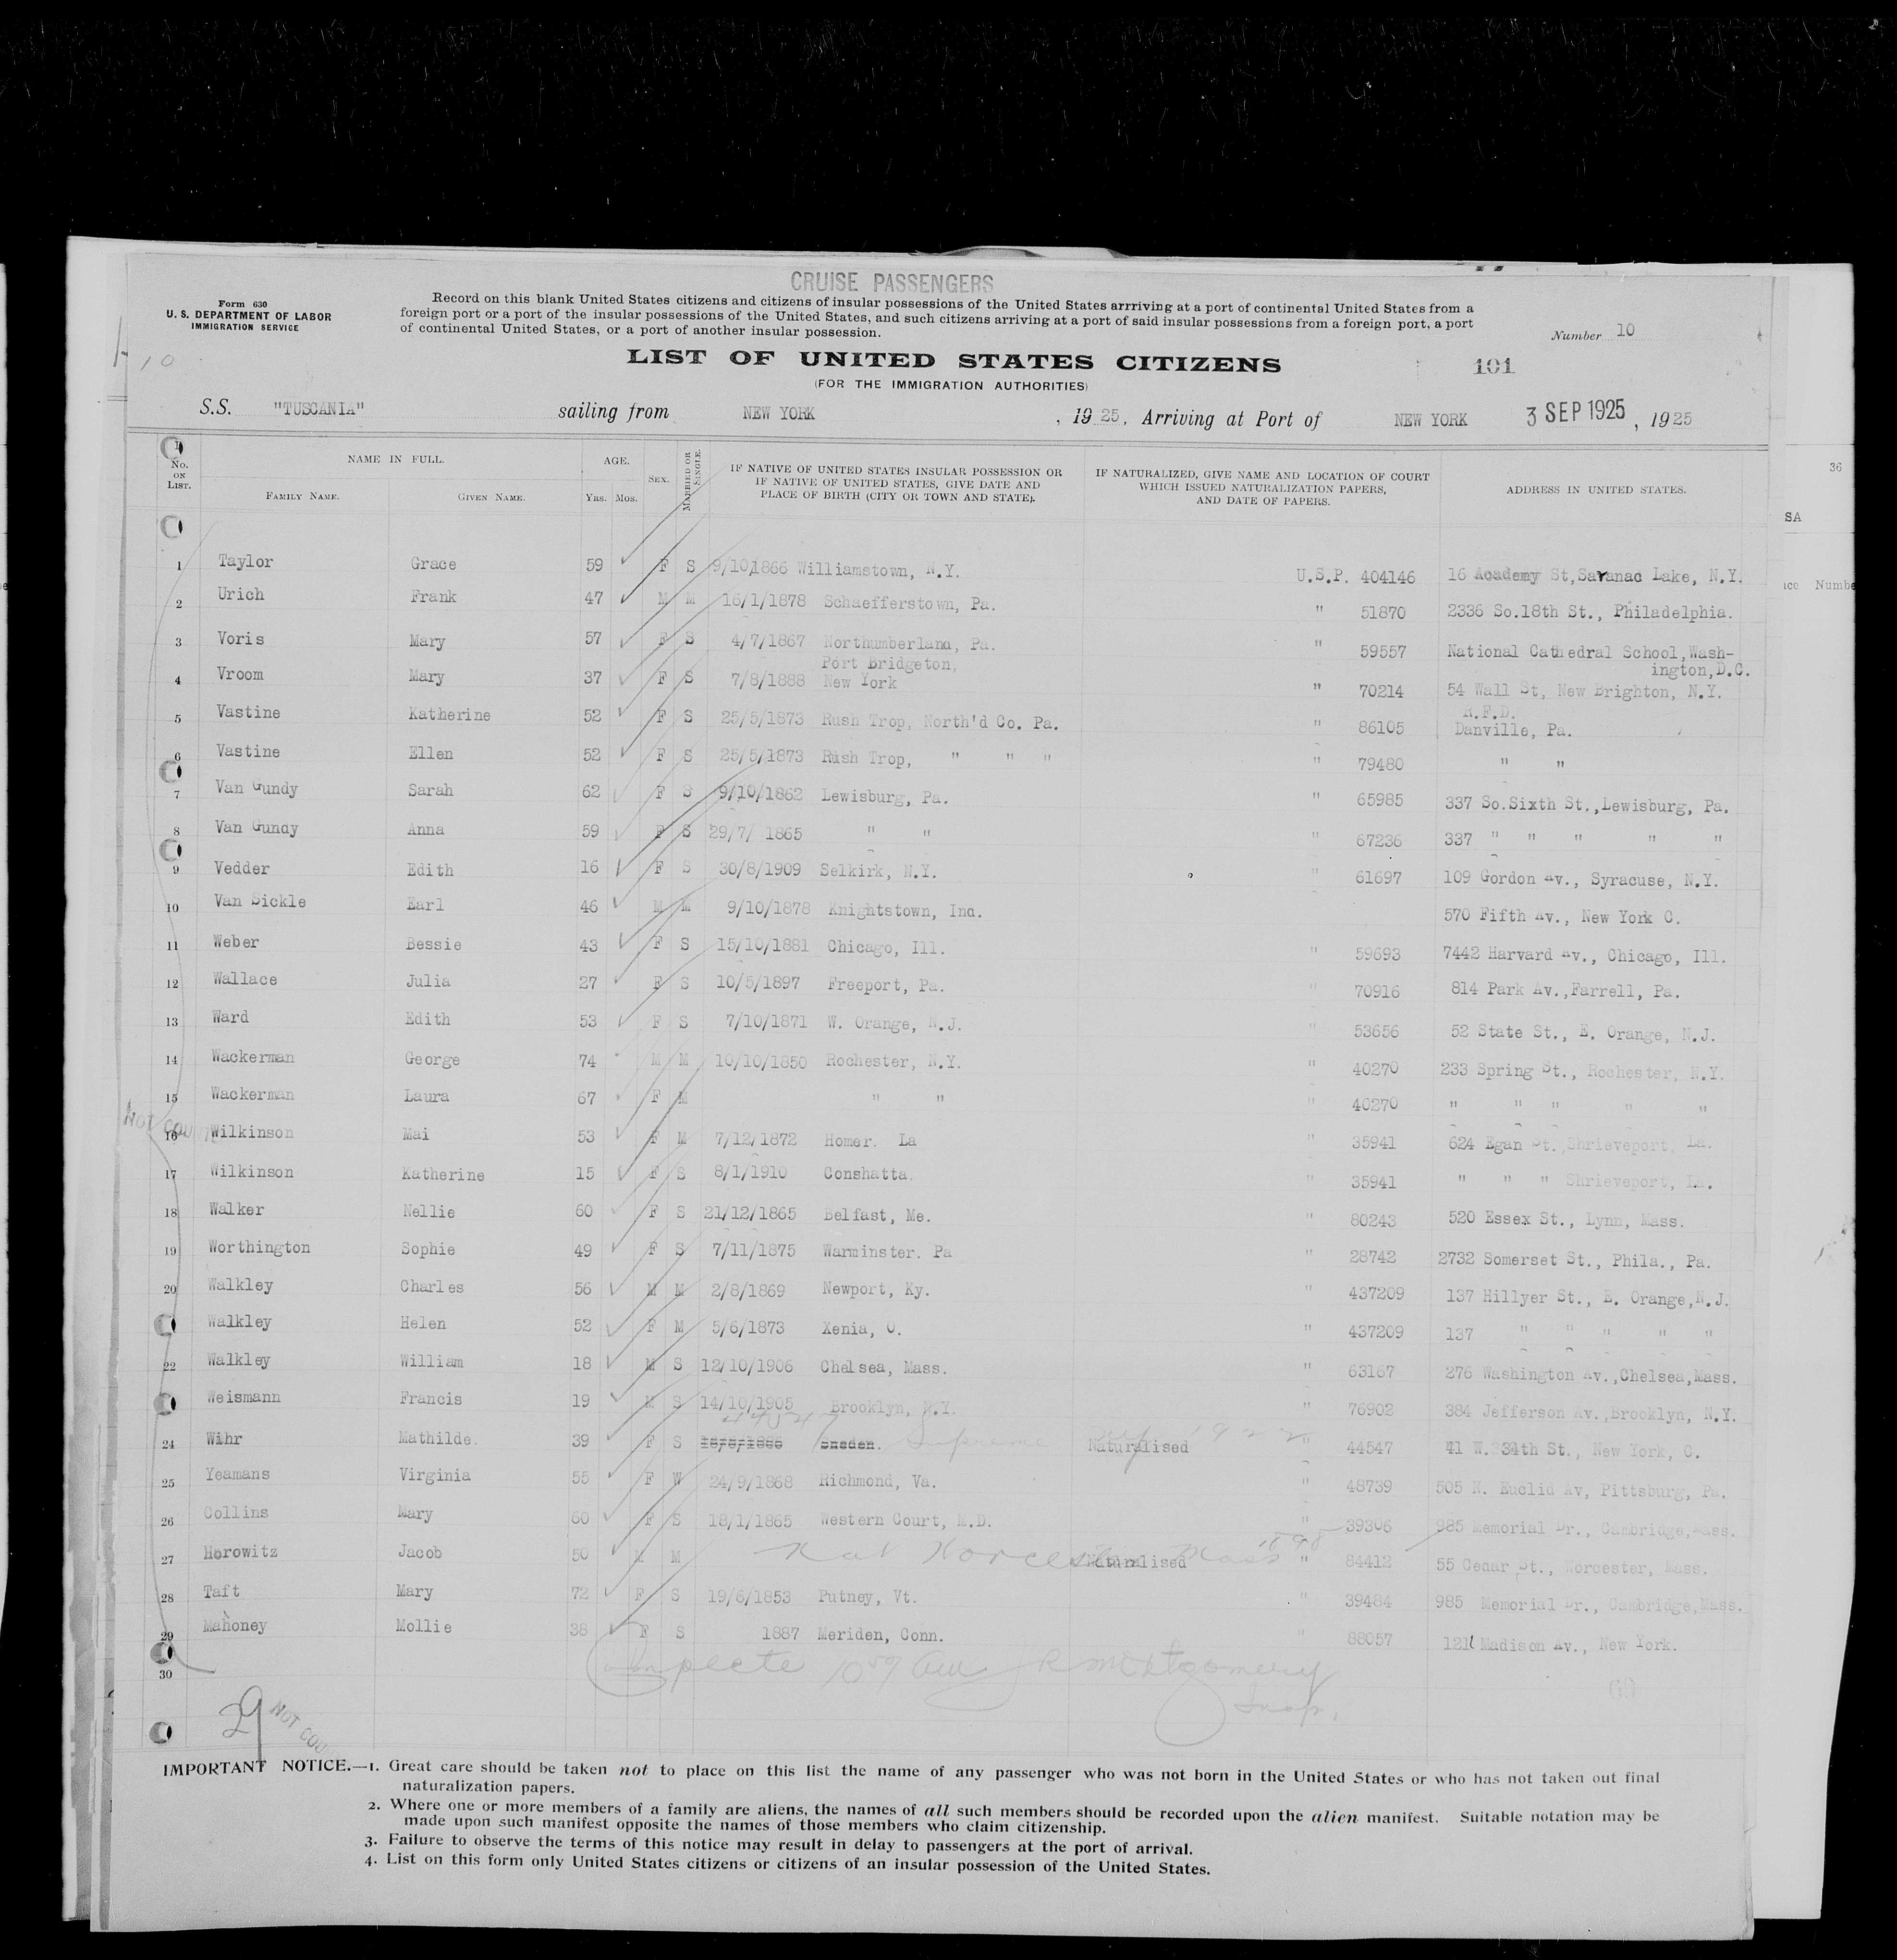 CRUISE PASSENGERS
Form 630
U. S. DEPARTMENT OF LABOR
IMMIGRATION SERVICE
Record on this blank United States citizens and citizens of insular possessions of the United States arrriving at a port of continental United States from a
foreign port or a port of the insular possessions of the United States, and such citizens arriving at a port of said insular possessions from a foreign port, a port
of continental United States, or a port of another insular possession.
Number 10
10
LIST OF UNITED STATES CITIZENS
101
(FOR THE IMMIGRATION AUTHORITIES)
S.S. "TUSCANIA" sailing from NEW YORK , 1925, Arriving at Port of NEW YORK 3 SEP 1925 , 1925
No. ON LIST. NAME IN FULL. FAMILY NAME. GIVEN NAME. AGE. Yrs. Mos. SEX. MARRIED OR SINGLE. IF NATIVE OF UNITED STATES INSULAR POSSESSION OR IF NATIVE OF UNITED STATES, GIVE DATE AND PLACE OF BIRTH (CITY OR TOWN AND STATE). IF NATURALIZED, GIVE NAME AND LOCATION OF COURT WHICH ISSUED NATURALIZATION PAPERS, AND DATE OF PAPERS. ADDRESS IN UNITED STATES.
36
SA
Numbe
1 Taylor Grace 59 F S 9/10/1866 Williamstown, N.Y. U.S.P. 404146 16 Academy St,Saranac Lake, N.Y.
2 Urich Frank 47 M M 16/1/1878 Schaefferstown, Pa. " 51870 2336 So.18th St., Philadelphia.
3 Voris Mary 57 F S 4/7/1867 Northumberland, Pa. " 59557 National Cathedral School,Wash-
ington,D.C.
Port Bridgeton,
4 Vroom Mary 37 F S 7/8/1888 New York " 70214 54 Wall St, New Brighton, N.Y.
R.F.D.
5 Vastine Katherine 52 F S 25/5/1873 Rush Trop, North'd Co. Pa. " 86105 Danville, Pa.
6 Vastine Ellen 52 F S 25/5/1873 Rush Trop, " " " " 79480 " "
7 Van Gundy Sarah 62 F S 9/10/1862 Lewisburg, Pa. " 65985 337 So.Sixth St.,Lewisburg, Pa.
8 Van Gundy Anna 59 F S 29/7/ 1865 " " " 67236 337 " " " " "
9 Vedder Edith 16 F S 30/8/1909 Selkirk, N.Y. " 61697 109 Gordon Av., Syracuse, N.Y.
10 Van Sickle Earl 46 M M 9/10/1878 Knightstown, Ind. 570 Fifth Av., New York C.
11 Weber Bessie 43 F S 15/10/1881 Chicago, Ill. " 59693 7442 Harvard Av., Chicago, Ill.
12 Wallace Julia 27 F S 10/5/1897 Freeport, Pa. " 70916 814 Park Av.,Farrell, Pa.
13 Ward Edith 53 F S 7/10/1871 W. Orange, N.J. " 53656 52 State St., E. Orange, N.J.
14 Wackerman George 74 M M 10/10/1850 Rochester, N.Y. " 40270 233 Spring St., Rochester, N.Y.
15 Wackerman Laura 67 F M " " " 40270 " " " " "
NOT COU
16 Wilkinson Mai 53 F M 7/12/1872 Homer. La " 35941 624 Egan St.,Shrieveport, La.
17 Wilkinson Katherine 15 F S 8/1/1910 Conshatta. " 35941 " " " Shrieveport, La.
18 Walker Nellie 60 F S 21/12/1865 Belfast, Me. " 80243 520 Essex St., Lynn, Mass.
19 Worthington Sophie 49 F S 7/11/1875 Warminster. Pa " 28742 2732 Somerset St., Phila., Pa.
20 Walkley Charles 56 M M 2/8/1869 Newport, Ky. " 437209 137 Hillyer St., E. Orange,N.J.
Walkley Helen 52 F M 5/6/1873 Xenia, O. " 437209 137 " " " " "
22 Walkley William 18 M S 12/10/1906 Chelsea, Mass. " 63167 276 Washington Av.,Chelsea,Mass.
Weismann Francis 19 M S 14/10/1905 Brooklyn, N.Y. " 76902 384 Jefferson Av.,Brooklyn, N.Y.
24 Wihr Mathilde. 39 F S Sweden. Supreme 1922 Naturalised " 44547 41 W. 34th St., New York, C.
25 Yeamans Virginia 55 F W 24/9/1868 Richmond, Va. " 48739 505 N. Euclid Av, Pittsburg, Pa.
26 Collins Mary 60 F S 18/1/1865 Western Court, M.D. " 39306 985 Memorial Dr., Cambridge,Mass.
27 Horowitz Jacob 50 M M Nat Worcester Mass Naturalised " 84412 55 Cedar St., Worcester, Mass.
28 Taft Mary 72 F S 19/6/1853 Putney, Vt. " 39484 985 Memorial Dr., Cambridge,Mass.
29 Mahoney Mollie 38 F S 1887 Meriden, Conn. " 88057 121 Madison Av., New York.
30
Complete 10 59 AM J R Montgomery
Insp.
29 NOT COU
IMPORTANT NOTICE.—1. Great care should be taken not to place on this list the name of any passenger who was not born in the United States or who has not taken out final
naturalization papers.
2. Where one or more members of a family are aliens, the names of all such members should be recorded upon the alien manifest. Suitable notation may be
made upon such manifest opposite the names of those members who claim citizenship.
3. Failure to observe the terms of this notice may result in delay to passengers at the port of arrival.
4. List on this form only United States citizens or citizens of an insular possession of the United States.